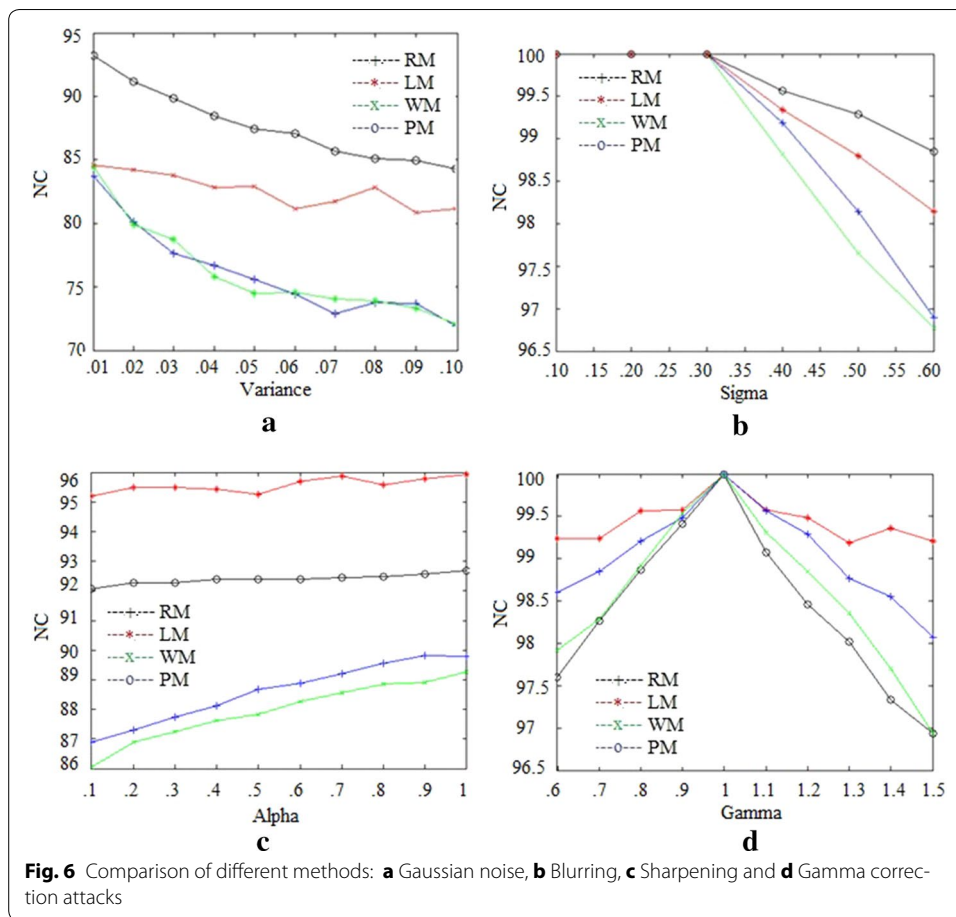 95
90
85
80
75
70
NC
RM
LM
WM
PM
.01 .02 .03 .04 .05 .06 .07 .08 .09 .10
Variance
a
100
99.5
99
98.5
98
97.5
97
96.5
NC
RM
LM
WM
PM
.10 .15 .20 .25 .30 .35 .40 .45 .50 .55 .60
Sigma
b
96
95
94
93
92
91
90
89
88
87
86
NC
RM
LM
WM
PM
.1 .2 .3 .4 .5 .6 .7 .8 .9 1
Alpha
c
100
99.5
99
98.5
98
97.5
97
96.5
NC
RM
LM
WM
PM
.6 .7 .8 .9 1 1.1 1.2 1.3 1.4 1.5
Gamma
d
Fig. 6 Comparison of different methods: a Gaussian noise, b Blurring, c Sharpening and d Gamma correc-
tion attacks